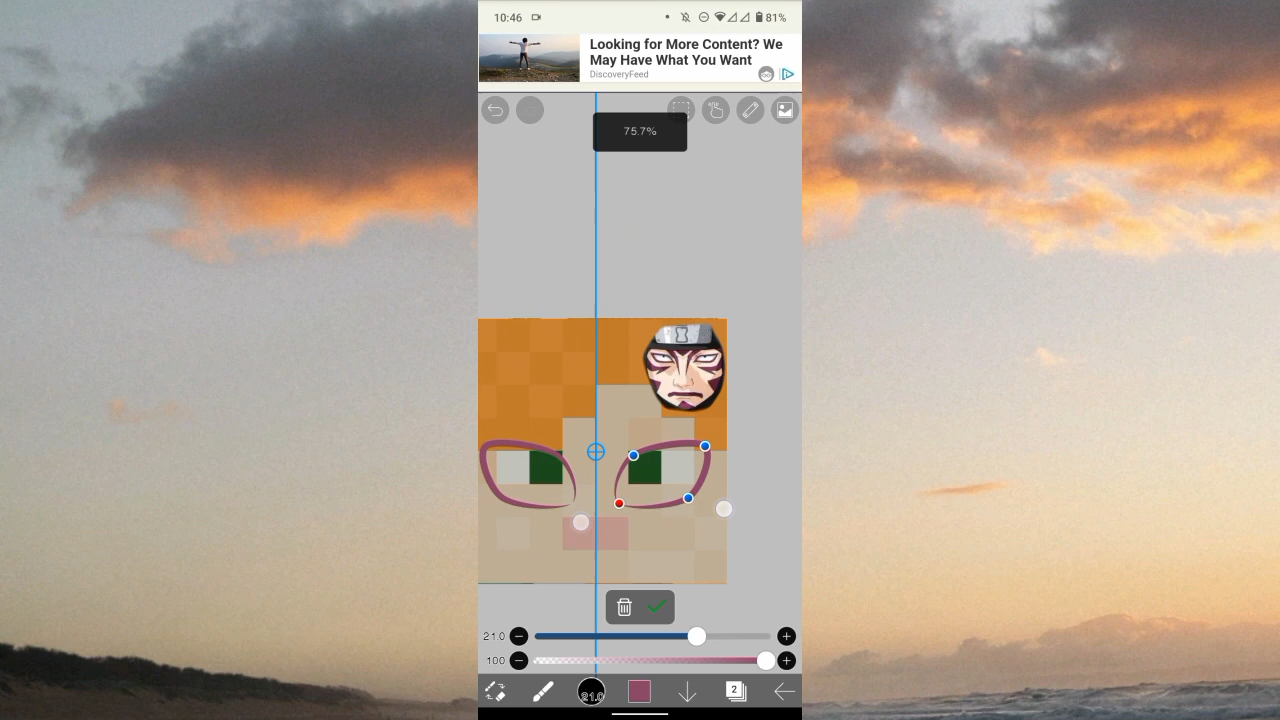 10:46
81%
Looking for More Content? We
May Have What You Want
DiscoveryFeed
75.7%
21.0
100
21.0
2